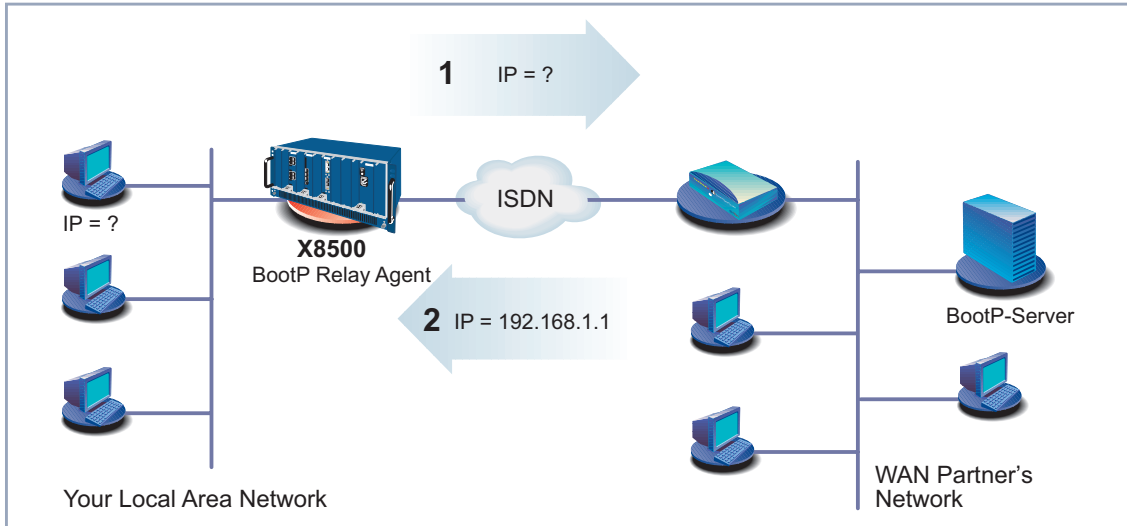 1 IP = ?
IP = ?
ISDN
X8500
BootP Relay Agent
2 IP = 192.168.1.1
BootP-Server
Your Local Area Network
WAN Partner's
Network